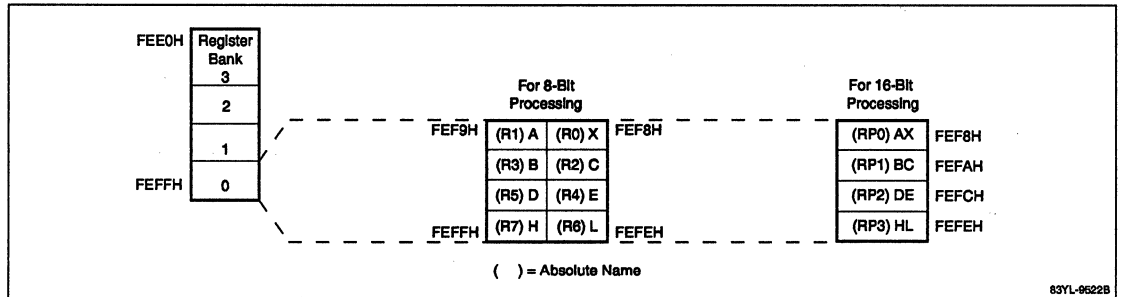 FEE0H
Register
Bank
3
2
1
FEFFH
0
For 8-Bit
Processing
FEF9H
(R1) A
(R0) X
FEF8H
(R3) B
(R2) C
(R5) D
(R4) E
FEFFH
(R7) H
(R6) L
FEFEH
For 16-Bit
Processing
(RP0) AX
FEF8H
(RP1) BC
FEFAH
(RP2) DE
FEFCH
(RP3) HL
FEFEH
( ) = Absolute Name
83YL-9522B